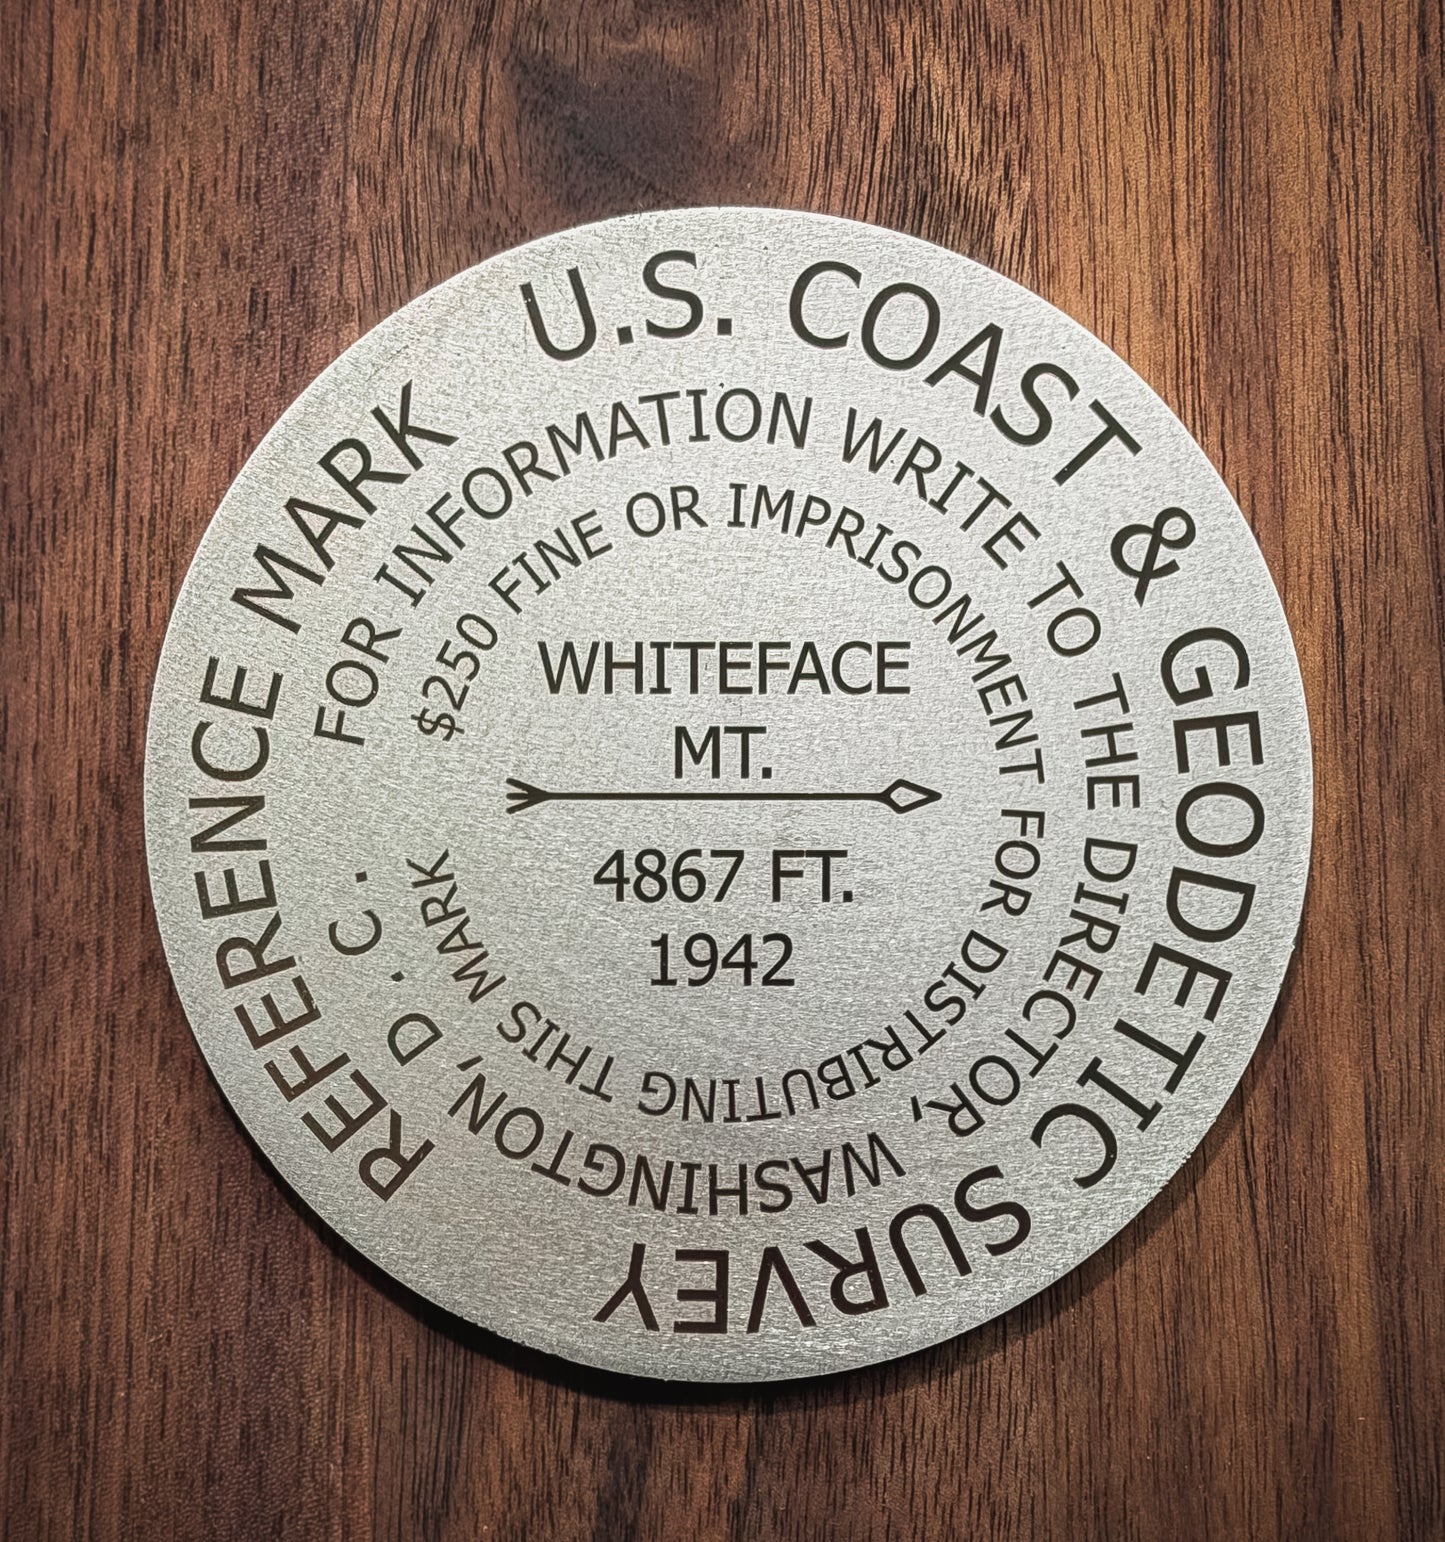 U.S. COAST & GEODETIC SURVEY
REFERENCE MARK
FOR INFORMATION WRITE TO THE DIRECTOR, WASHINGTON, D.C.
$250 FINE OR IMPRISONMENT FOR DISTRIBUTING THIS MARK
WHITEFACE
MT.
4867 FT.
1942